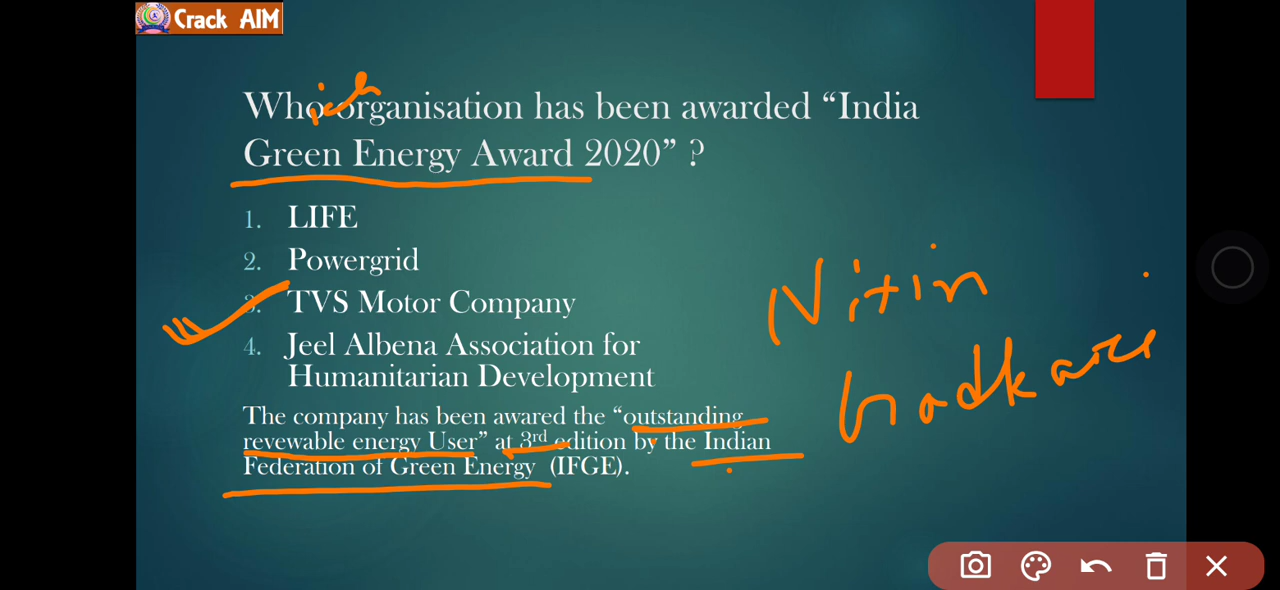 Crack AIM
Who ich organisation has been awarded “India
Green Energy Award 2020” ?
1. LIFE
2. Powergrid
3. TVS Motor Company
4. Jeel Albena Association for
Humanitarian Development
The company has been awared the “outstanding
revewable energy User” at 3rd edition by the Indian
Federation of Green Energy (IFGE).
Nitin
Gadkari